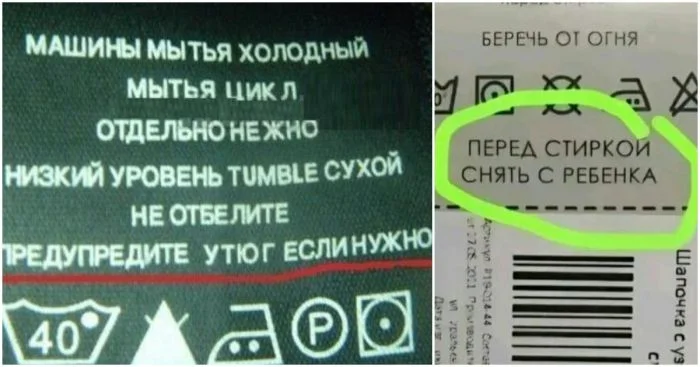 МАШИНЫ МЫТЬЯ ХОЛОДНЫЙ
МЫТЬЯ ЦИКЛ
ОТДЕЛЬНО НЕЖНО
НИЗКИЙ УРОВЕНЬ TUMBLE СУХОЙ
НЕ ОТБЕЛИТЕ
ПРЕДУПРЕДИТЕ УТЮГ ЕСЛИ НУЖНО
40°
P
БЕРЕЧЬ ОТ ОГНЯ
ПЕРЕД СТИРКОЙ
СНЯТЬ С РЕБЕНКА
Шапочка с